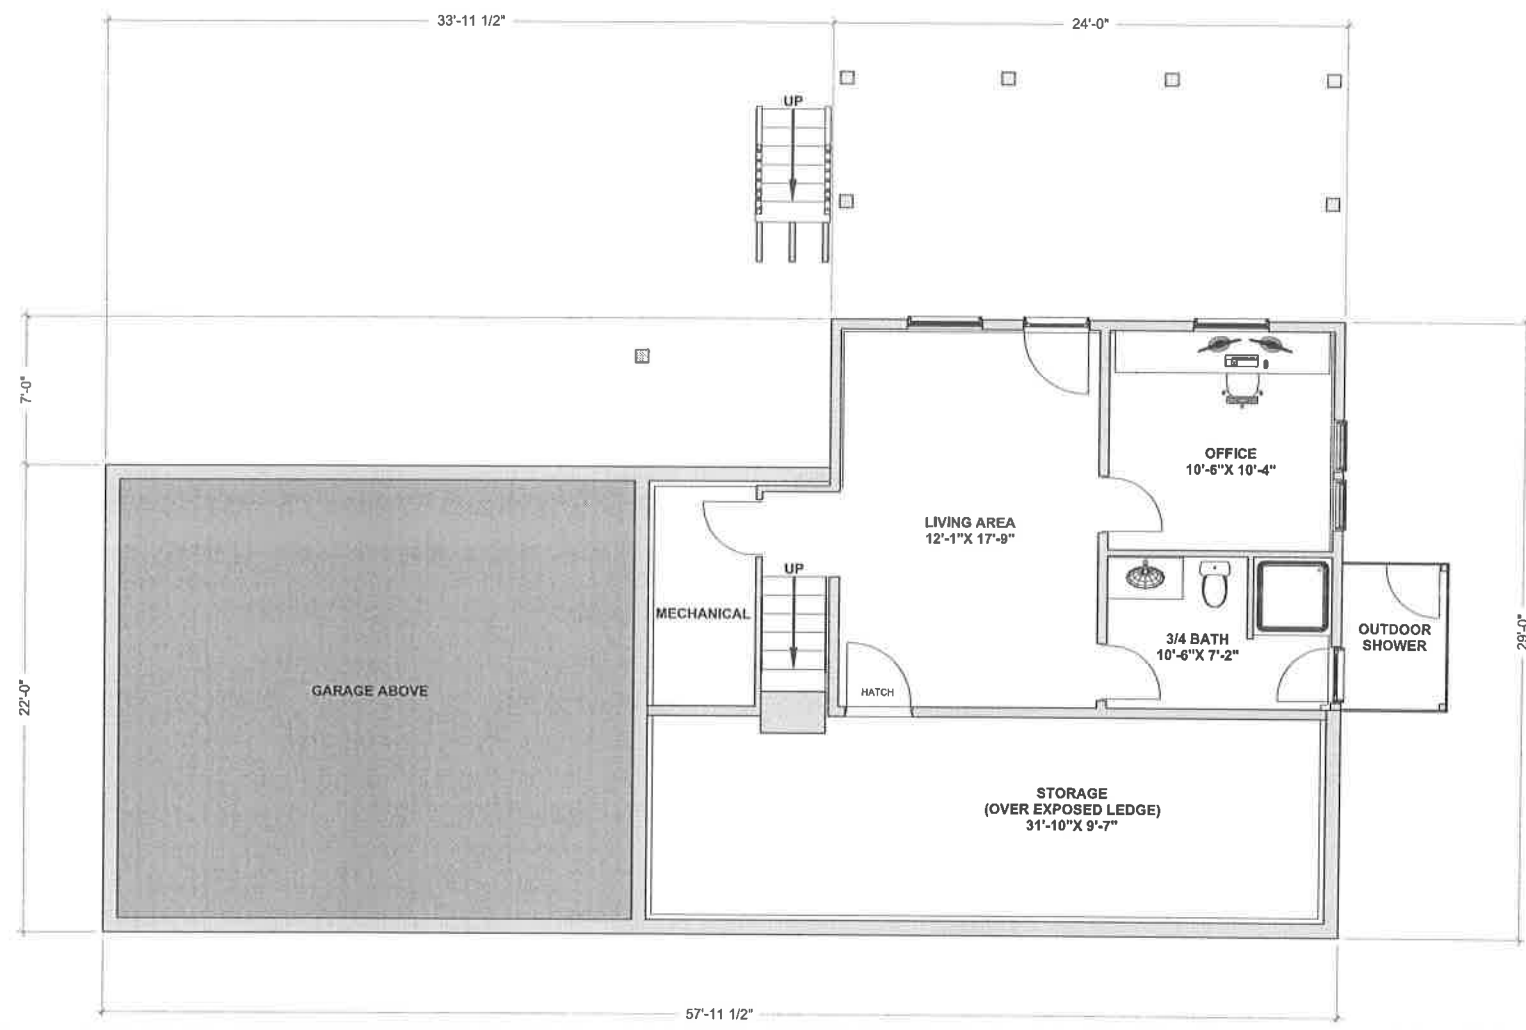 33'-11 1/2"
24'-0"
UP
7'-0"
OFFICE
10'-6"X 10'-4"
LIVING AREA
12'-1"X 17'-9"
UP
MECHANICAL
OUTDOOR
SHOWER
3/4 BATH
10'-6"X 7'-2"
29'-0"
22'-0"
GARAGE ABOVE
HATCH
STORAGE
(OVER EXPOSED LEDGE)
31'-10"X 9'-7"
57'-11 1/2"